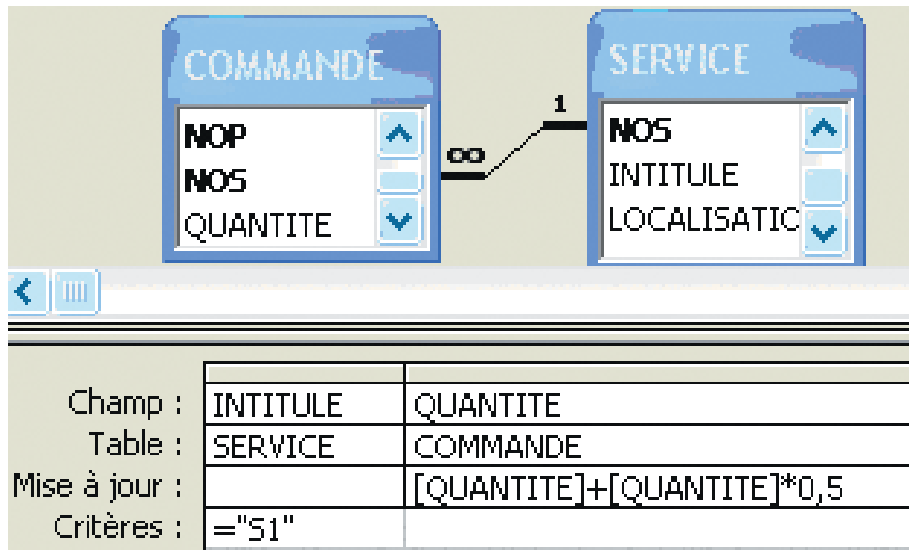 COMMANDE
NOP
NOS
QUANTITE
∞
1
SERVICE
NOS
INTITULE
LOCALISATIC
Champ : INTITULE QUANTITE
Table : SERVICE COMMANDE
Mise à jour : [QUANTITE]+[QUANTITE]*0,5
Critères : ="S1"